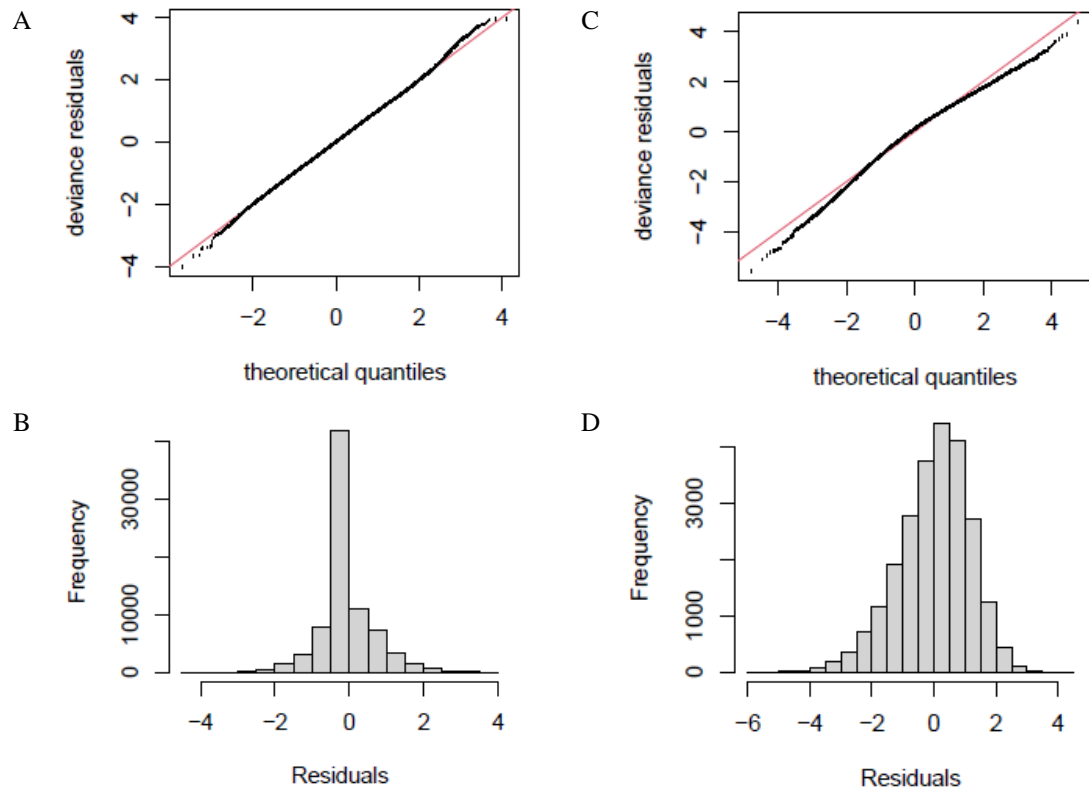 A
deviance residuals
4
2
0
−2
−4
−2 0 2 4
theoretical quantiles
C
deviance residuals
4
2
0
−2
−4
−4 −2 0 2 4
theoretical quantiles
B
Frequency
30000
10000
0
−4 −2 0 2 4
Residuals
D
Frequency
3000
1000
0
−6 −4 −2 0 2 4
Residuals